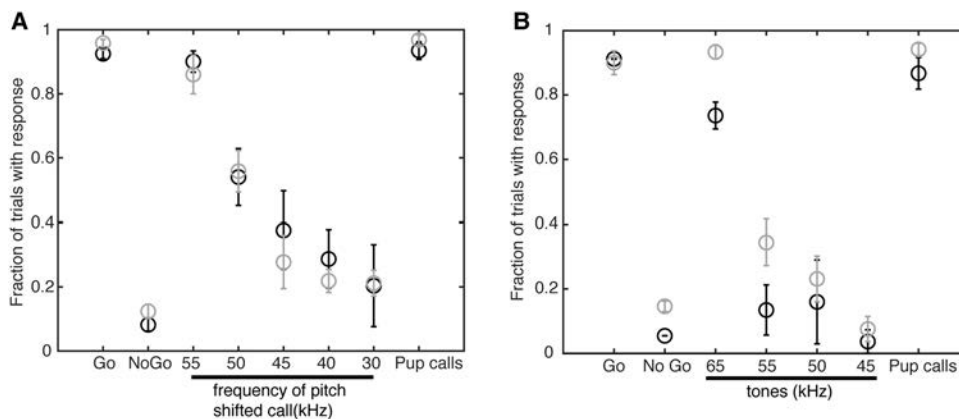 A
Fraction of trials with response
1
0.8
0.6
0.4
0.2
0
Go NoGo 55 50 45 40 30 Pup calls
frequency of pitch
shifted call(kHz)
B
Fraction of trials with response
1
0.8
0.6
0.4
0.2
0
Go No Go 65 55 50 45 Pup calls
tones (kHz)